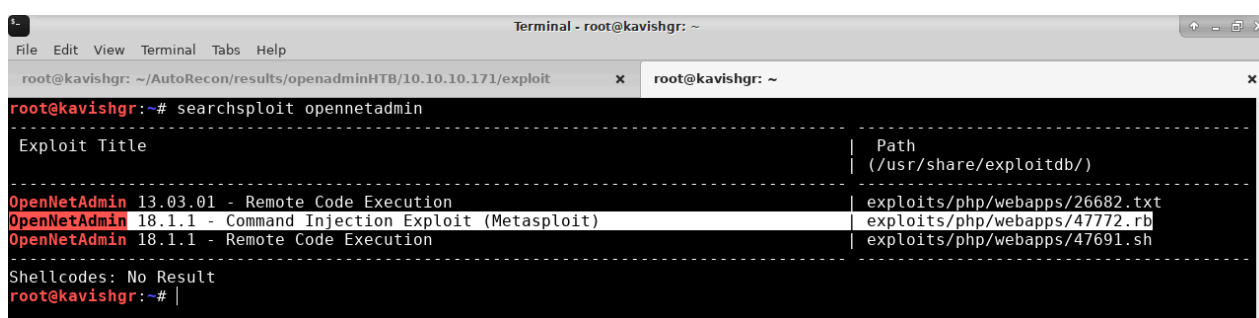 Terminal - root@kavishgr: ~
File Edit View Terminal Tabs Help
root@kavishgr: ~/AutoRecon/results/openadminHTB/10.10.10.171/exploit × root@kavishgr: ~ ×
root@kavishgr:~# searchsploit opennetadmin
Exploit Title | Path
| (/usr/share/exploitdb/)
OpenNetAdmin 13.03.01 - Remote Code Execution | exploits/php/webapps/26682.txt
OpenNetAdmin 18.1.1 - Command Injection Exploit (Metasploit) | exploits/php/webapps/47772.rb
OpenNetAdmin 18.1.1 - Remote Code Execution | exploits/php/webapps/47691.sh
Shellcodes: No Result
root@kavishgr:~#